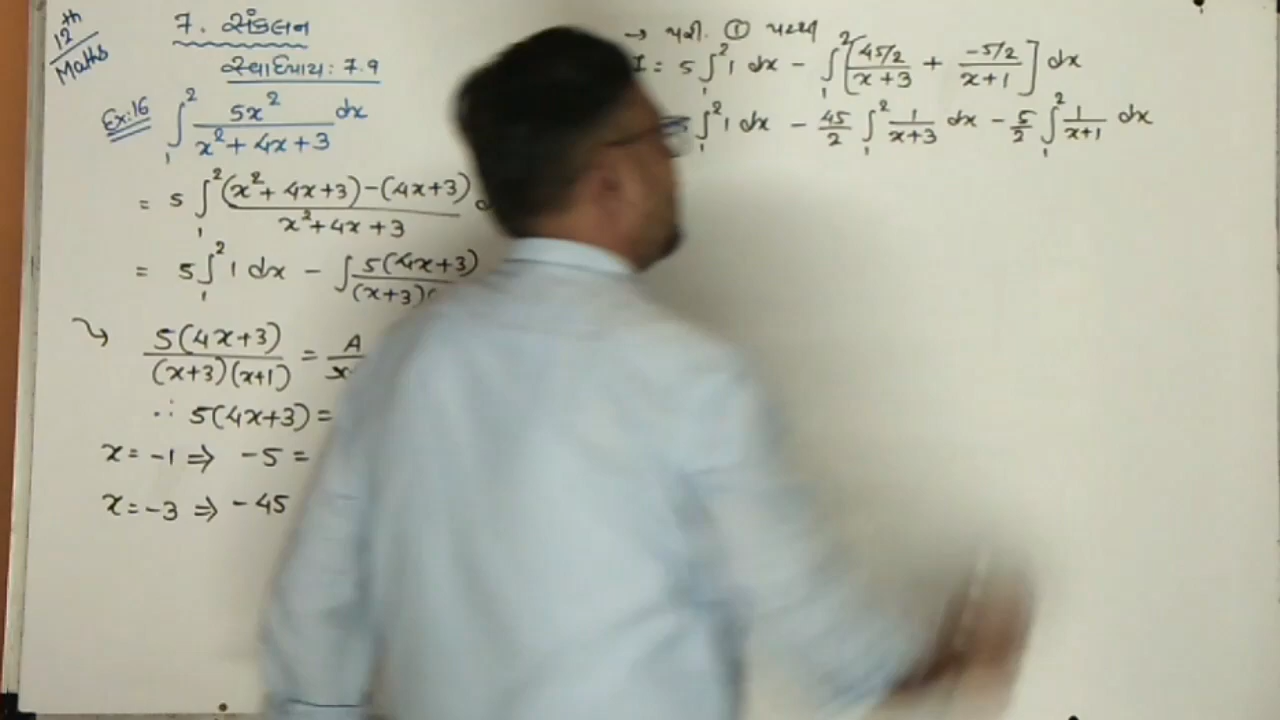 12th
Maths
7. સંકલન
સ્વાધ્યાય: 7.9
Ex:16 ∫₁² 5x²/(x²+4x+3) dx
= 5 ∫₁² ((x²+4x+3)-(4x+3))/(x²+4x+3)
= 5 ∫₁² 1 dx - ∫ 5(4x+3)/(x+3)(
5(4x+3)/((x+3)(x+1)) = A/x
∴ 5(4x+3) =
x = -1 ⇒ -5 =
x = -3 ⇒ -45
→ પરી. ①
I = 5 ∫₁² 1 dx - ∫₁² [(45/2)/(x+3) + (-5/2)/(x+1)] dx
∫₁² 1 dx - 45/2 ∫₁² 1/(x+3) dx - 5/2 ∫₁² 1/(x+1) dx